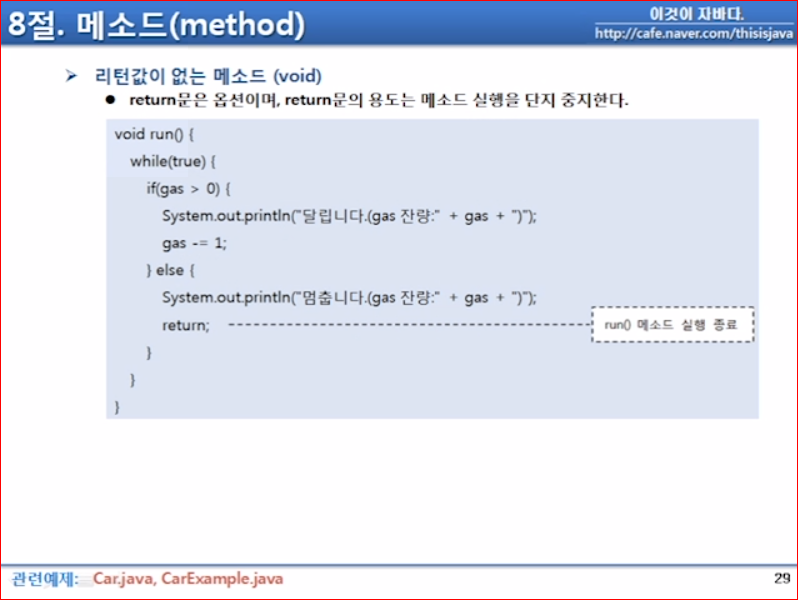 8절. 메소드(method)
이것이 자바다.
http://cafe.naver.com/thisisjava
➤ 리턴값이 없는 메소드 (void)
● return문은 옵션이며, return문의 용도는 메소드 실행을 단지 중지한다.
void run() {
while(true) {
if(gas > 0) {
System.out.println("달립니다.(gas 잔량:" + gas + ")");
gas -= 1;
} else {
System.out.println("멈춥니다.(gas 잔량:" + gas + ")");
return;
run() 메소드 실행 종료
}
}
}
관련예제: Car.java, CarExample.java
29